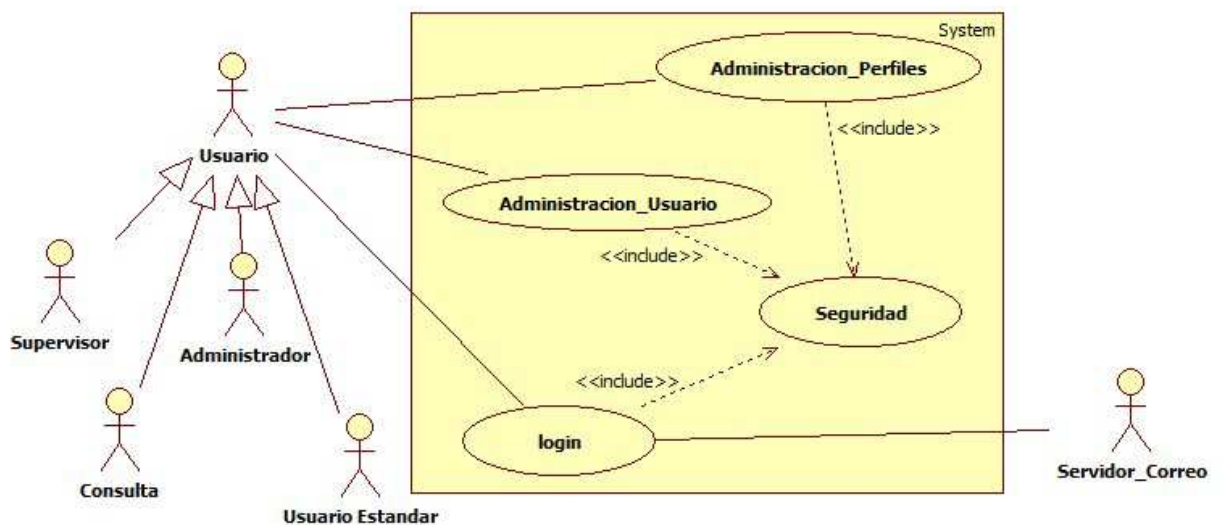 System
Administracion_Perfiles
<<include>>
Usuario
Administracion_Usuario
<<include>>
Seguridad
Supervisor
Administrador
<<include>>
login
Consulta
Usuario Estandar
Servidor_Correo